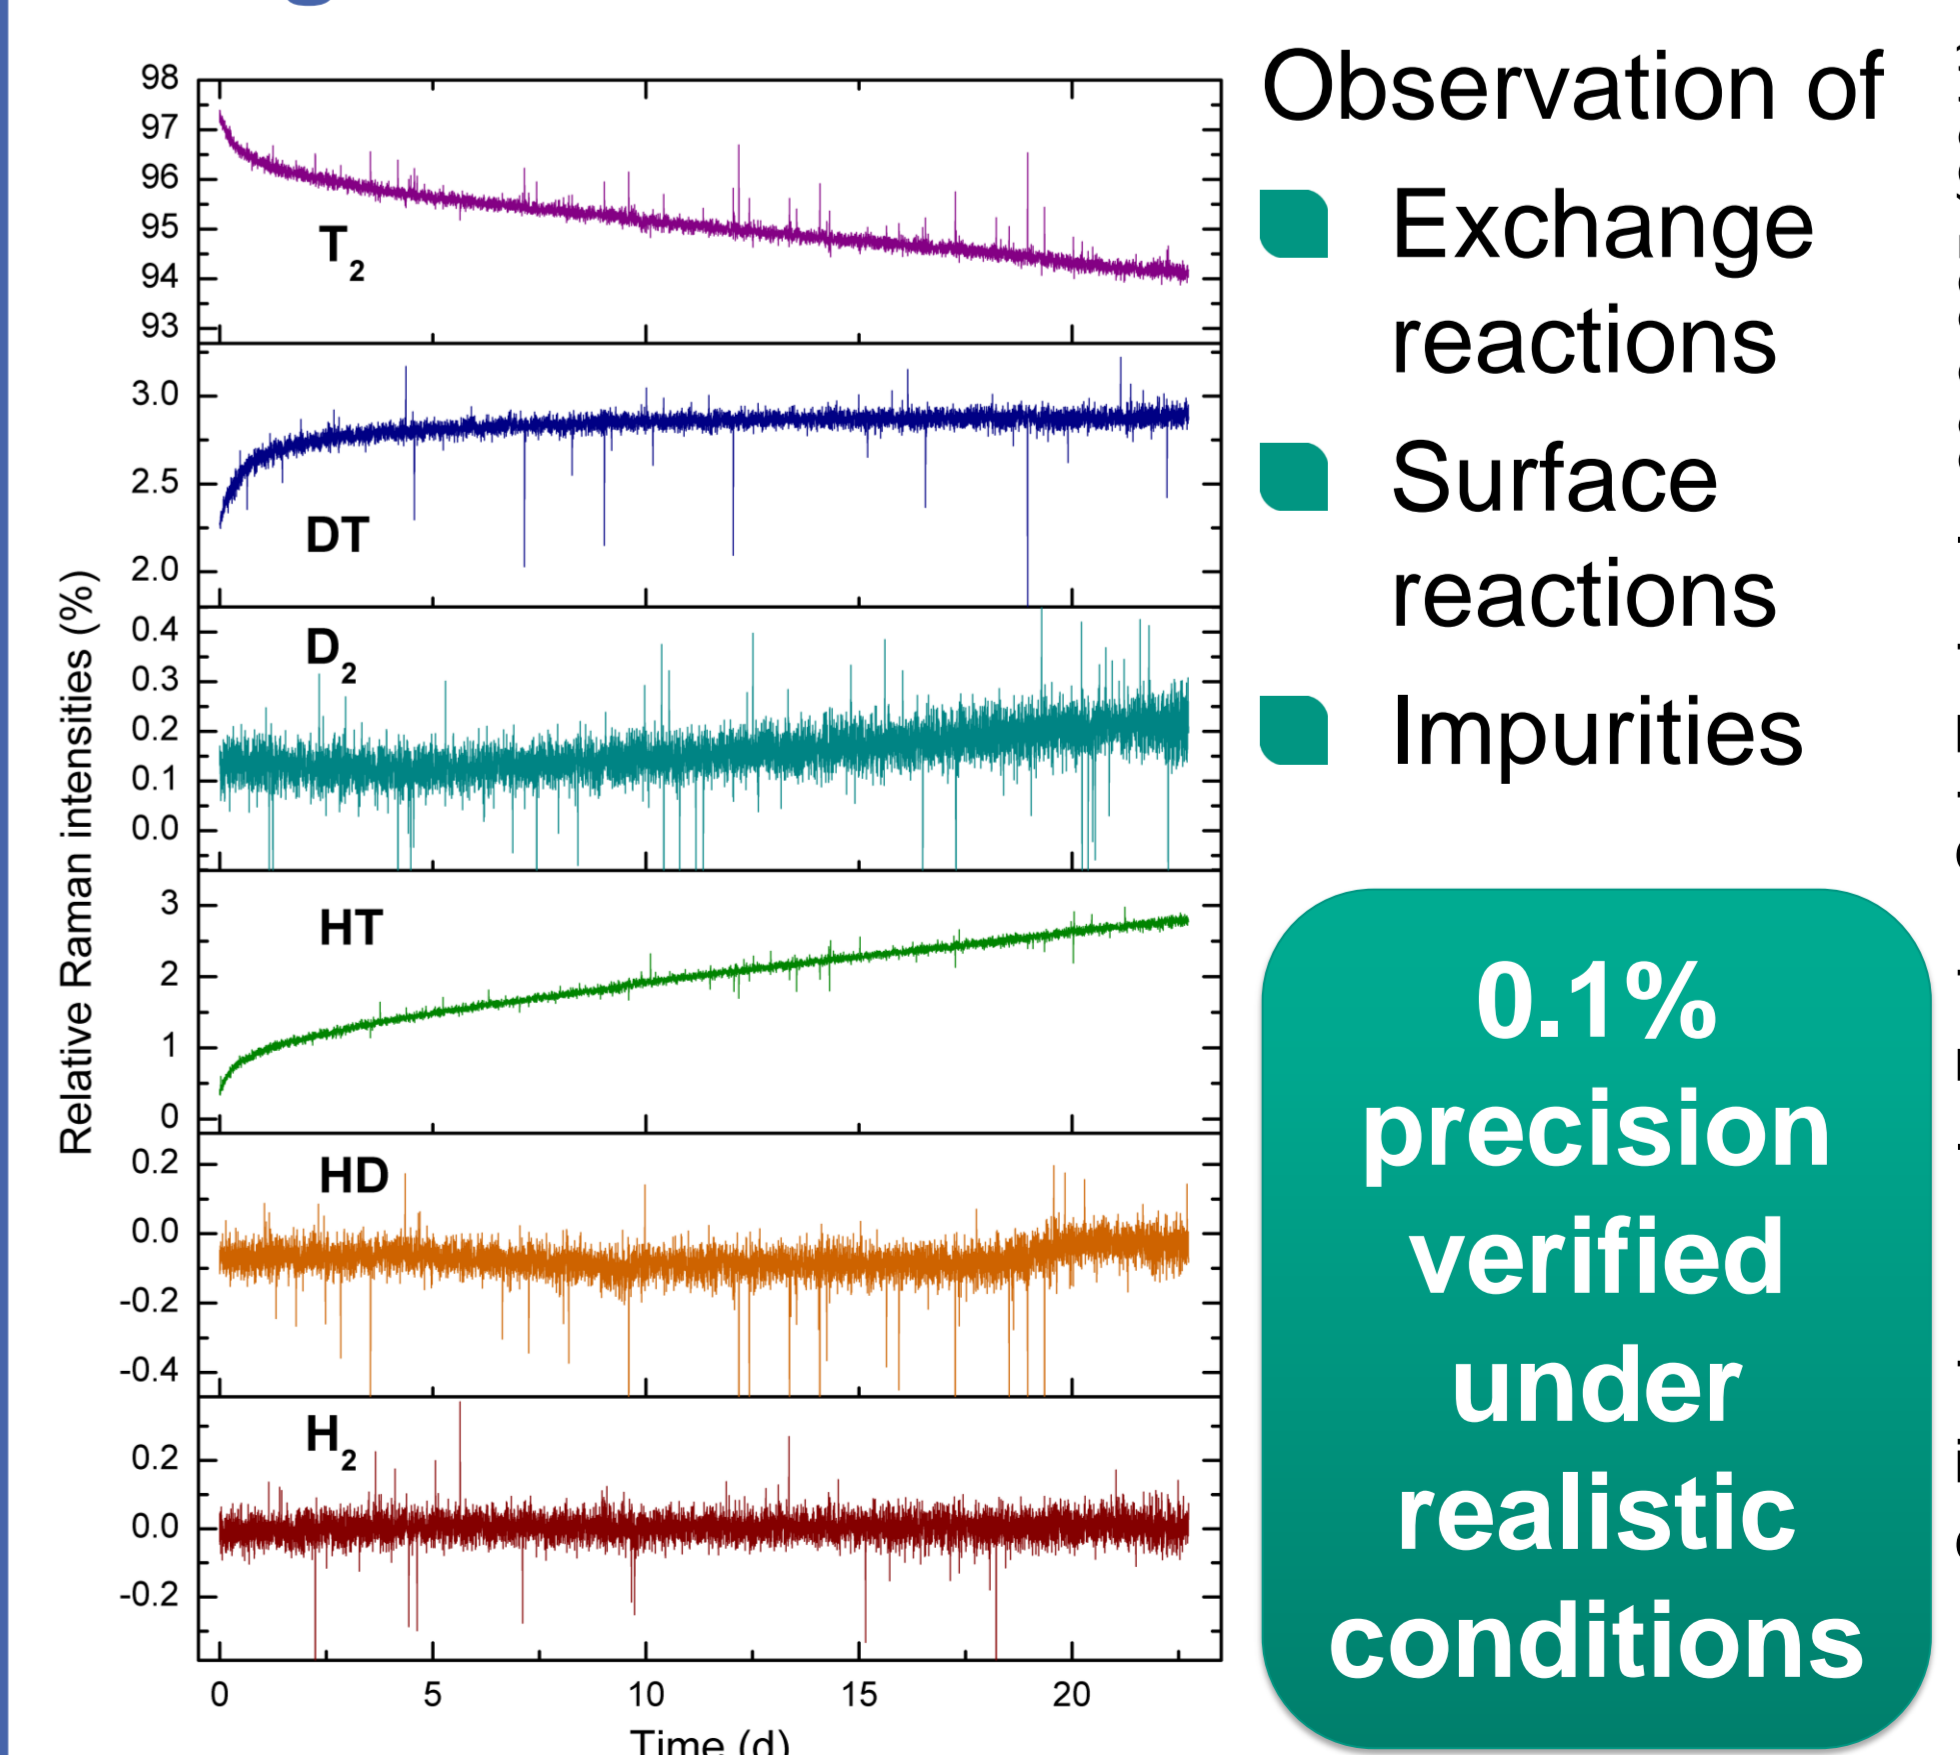 98
97
96
95
94
93
T2
3.0
2.5
2.0
DT
0.4
0.3
0.2
0.1
0.0
D2
3
2
1
0
HT
0.2
0.0
-0.2
-0.4
HD
0.2
0.0
-0.2
H2
Relative Raman intensities (%)
0 5 10 15 20
Time (d)
Observation of
Exchange
reactions
Surface
reactions
Impurities
0.1%
precision
verified
under
realistic
conditions